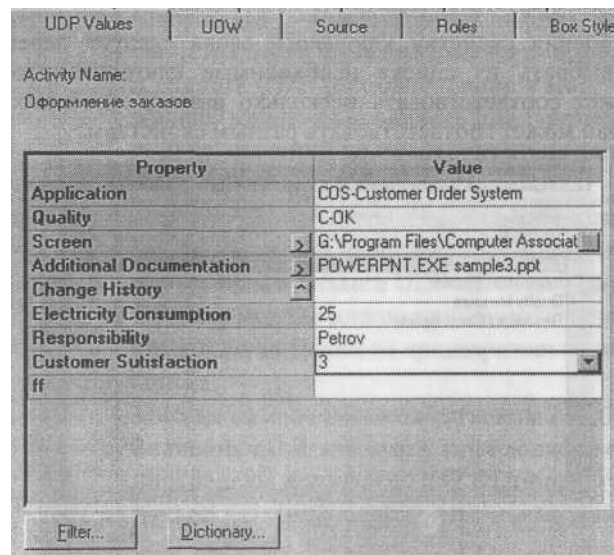 UDP Values UOW Source Roles Box Style
Activity Name:
Оформление заказов
Property Value
Application COS-Customer Order System
Quality C-OK
Screen > G:\Program Files\Computer Associat ...
Additional Documentation > POWERPNT.EXE sample3.ppt
Change History ^
Electricity Consumption 25
Responsibility Petrov
Customer Sutisfaction 3
ff
Filter... Dictionary...